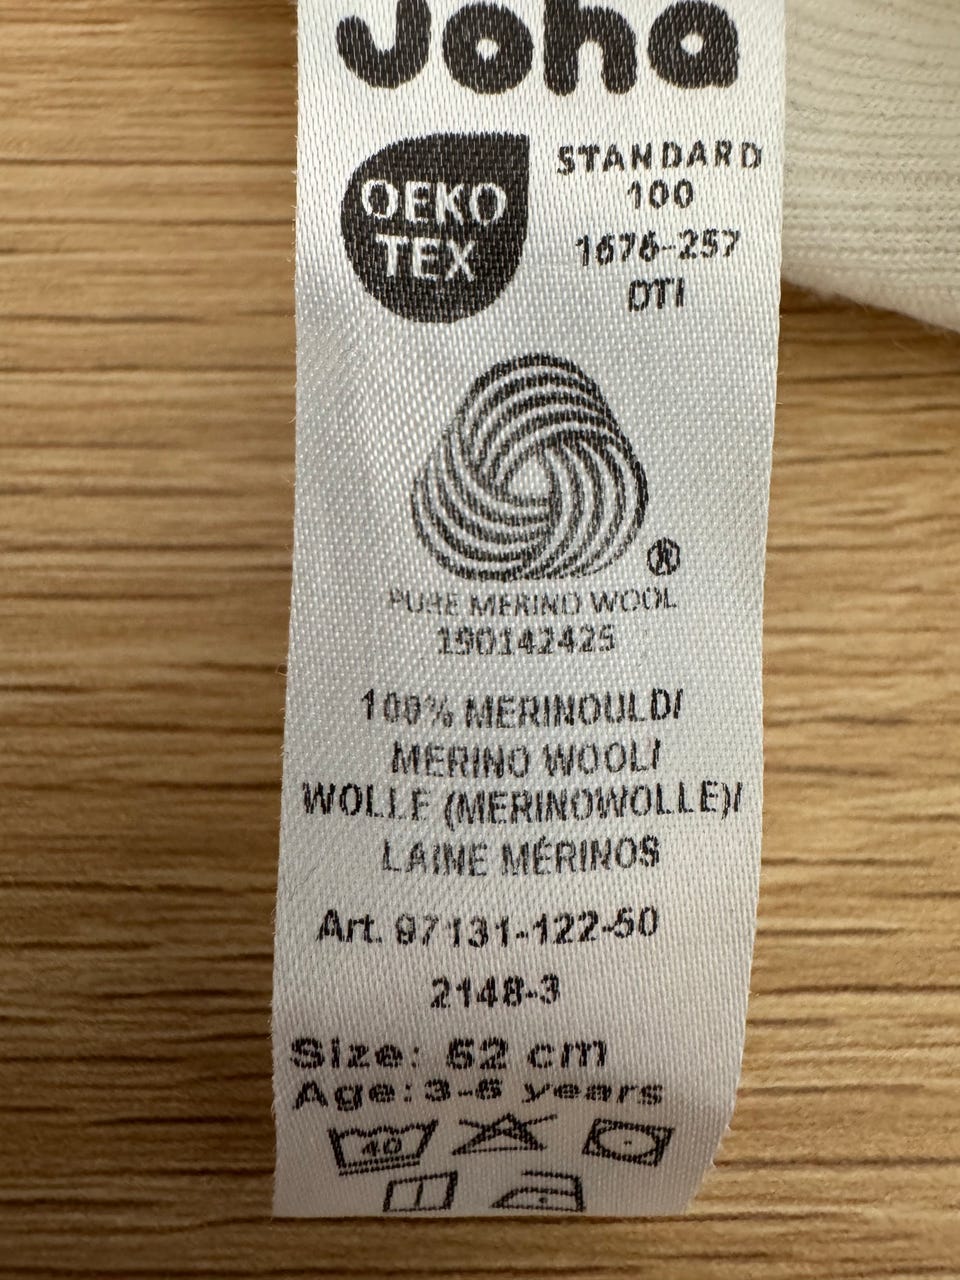 Joha
OEKO
TEX
STANDARD
100
1676-257
DTI
®
PURE MERINO WOOL
190142425
100% MERINOULD/
MERINO WOOL/
WOLLE (MERINOWOLLE)/
LAINE MÉRINOS
Art. 97131-122-50
2148-3
Size: 52 cm
Age: 3-6 years
40